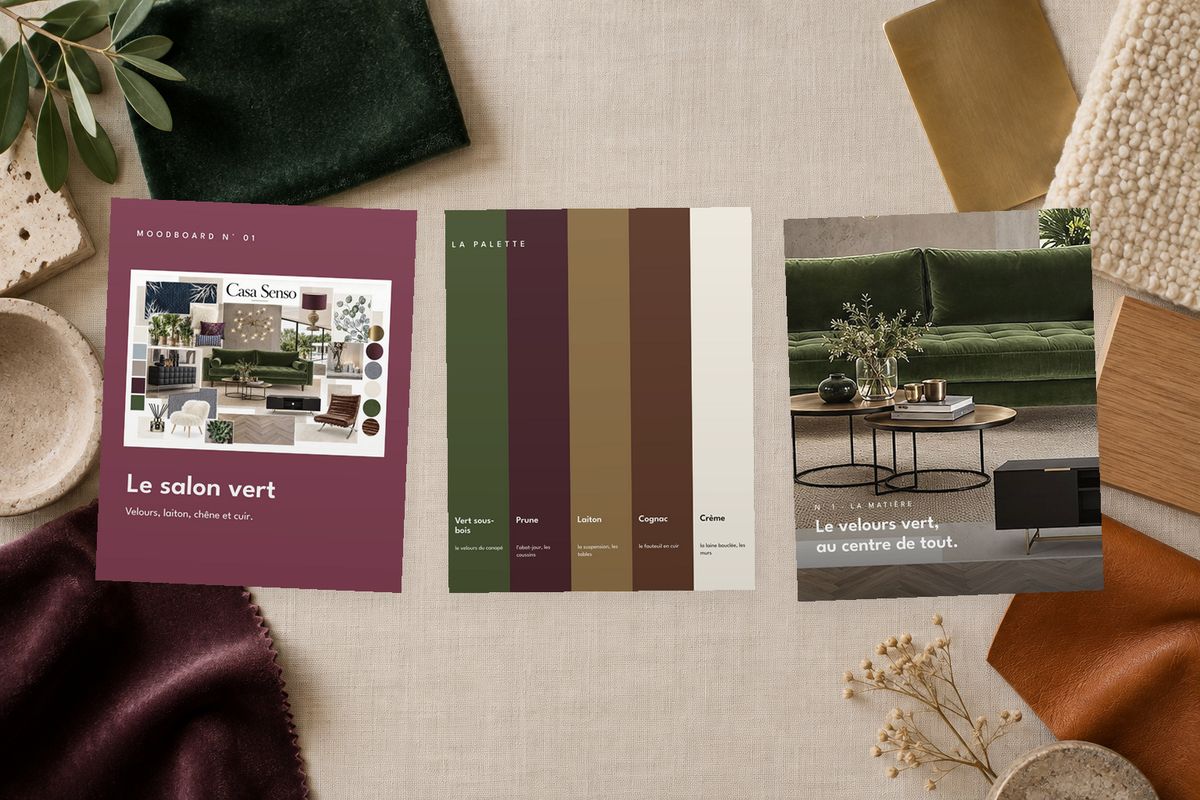 MOODBOARD N° 01
Casa Senso
Le salon vert
Velours, laiton, chêne et cuir.
LA PALETTE
Vert sous-
bois
le velours du canapé
Prune
l'abat-jour, les
coussins
Laiton
la suspension, les
tables
Cognac
le fauteuil en cuir
Crème
la laine bouclée, les
murs
N°1 - LA MATIÈRE
Le velours vert,
au centre de tout.